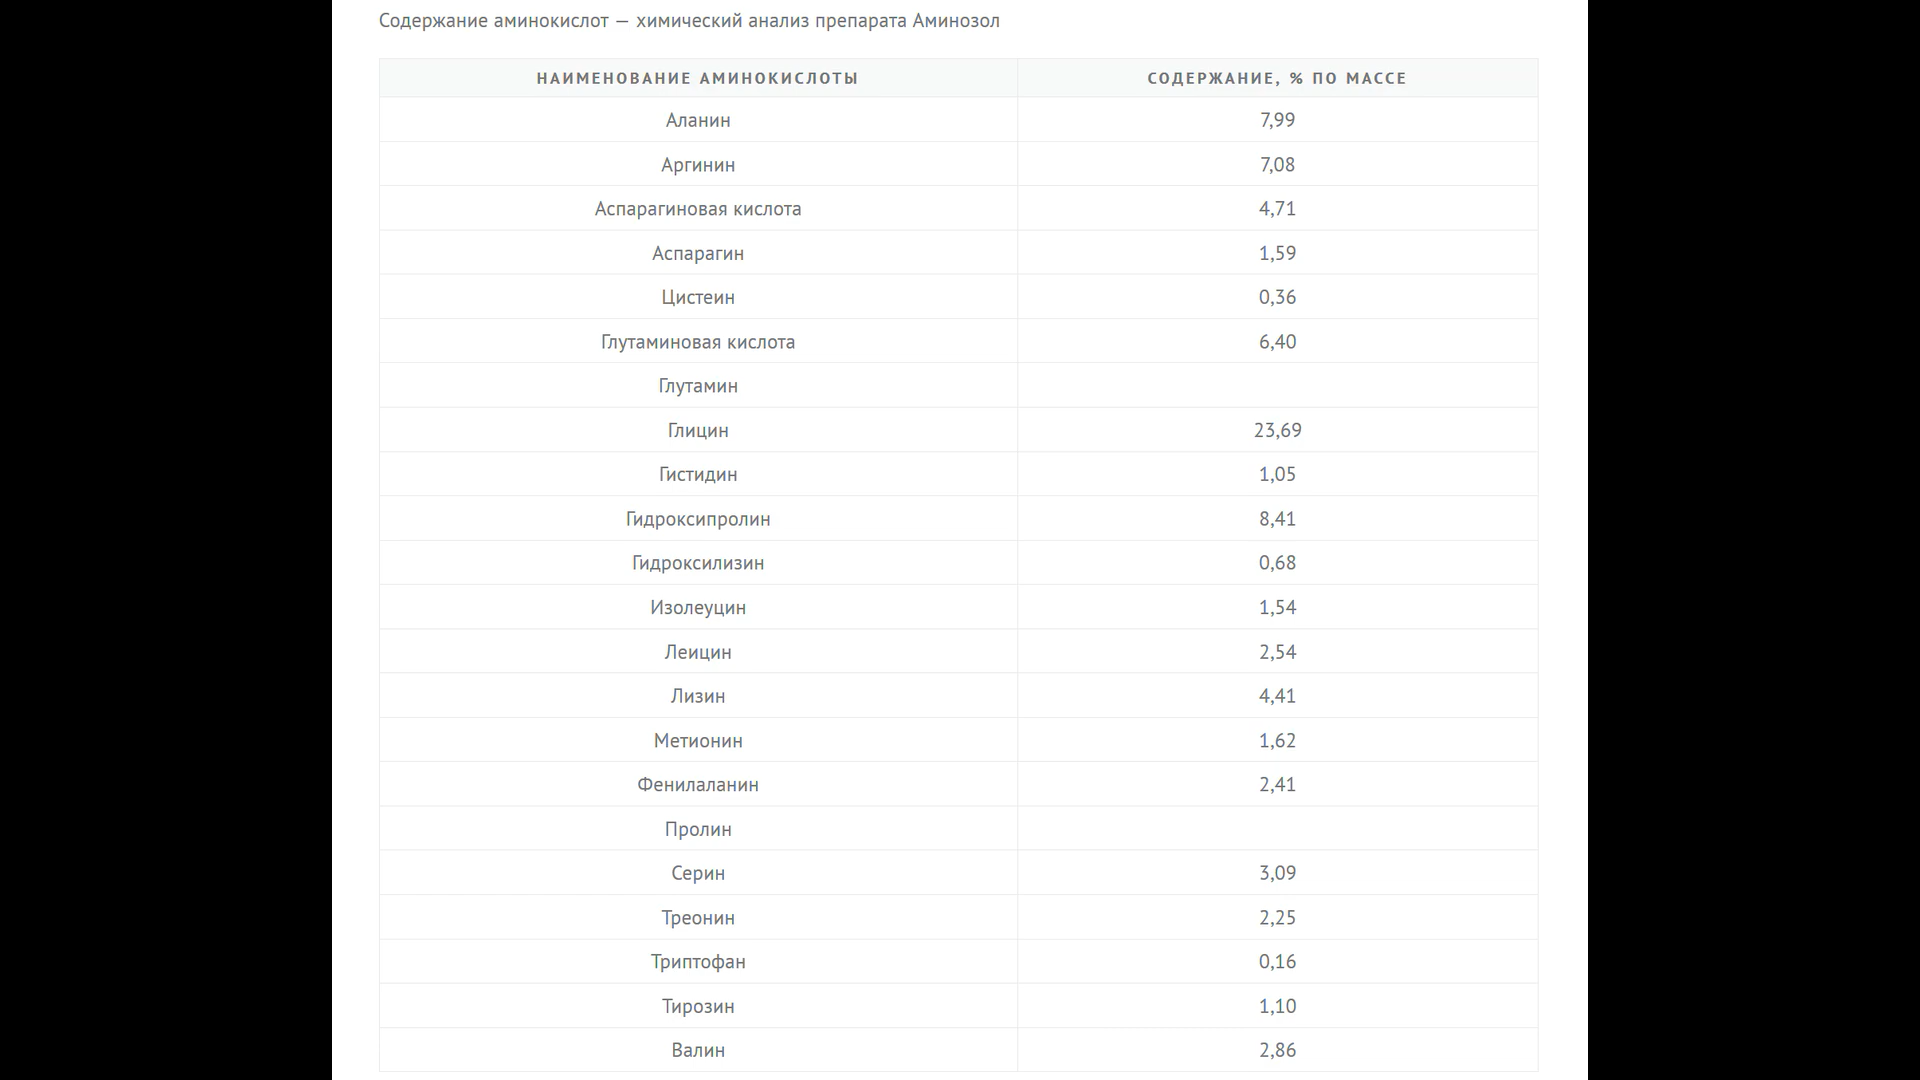 Содержание аминокислот — химический анализ препарата Аминозол
НАИМЕНОВАНИЕ АМИНОКИСЛОТЫ СОДЕРЖАНИЕ, % ПО МАССЕ
Аланин 7,99
Аргинин 7,08
Аспарагиновая кислота 4,71
Аспарагин 1,59
Цистеин 0,36
Глутаминовая кислота 6,40
Глутамин
Глицин 23,69
Гистидин 1,05
Гидроксипролин 8,41
Гидроксилизин 0,68
Изолеуцин 1,54
Леицин 2,54
Лизин 4,41
Метионин 1,62
Фенилаланин 2,41
Пролин
Серин 3,09
Треонин 2,25
Триптофан 0,16
Тирозин 1,10
Валин 2,86